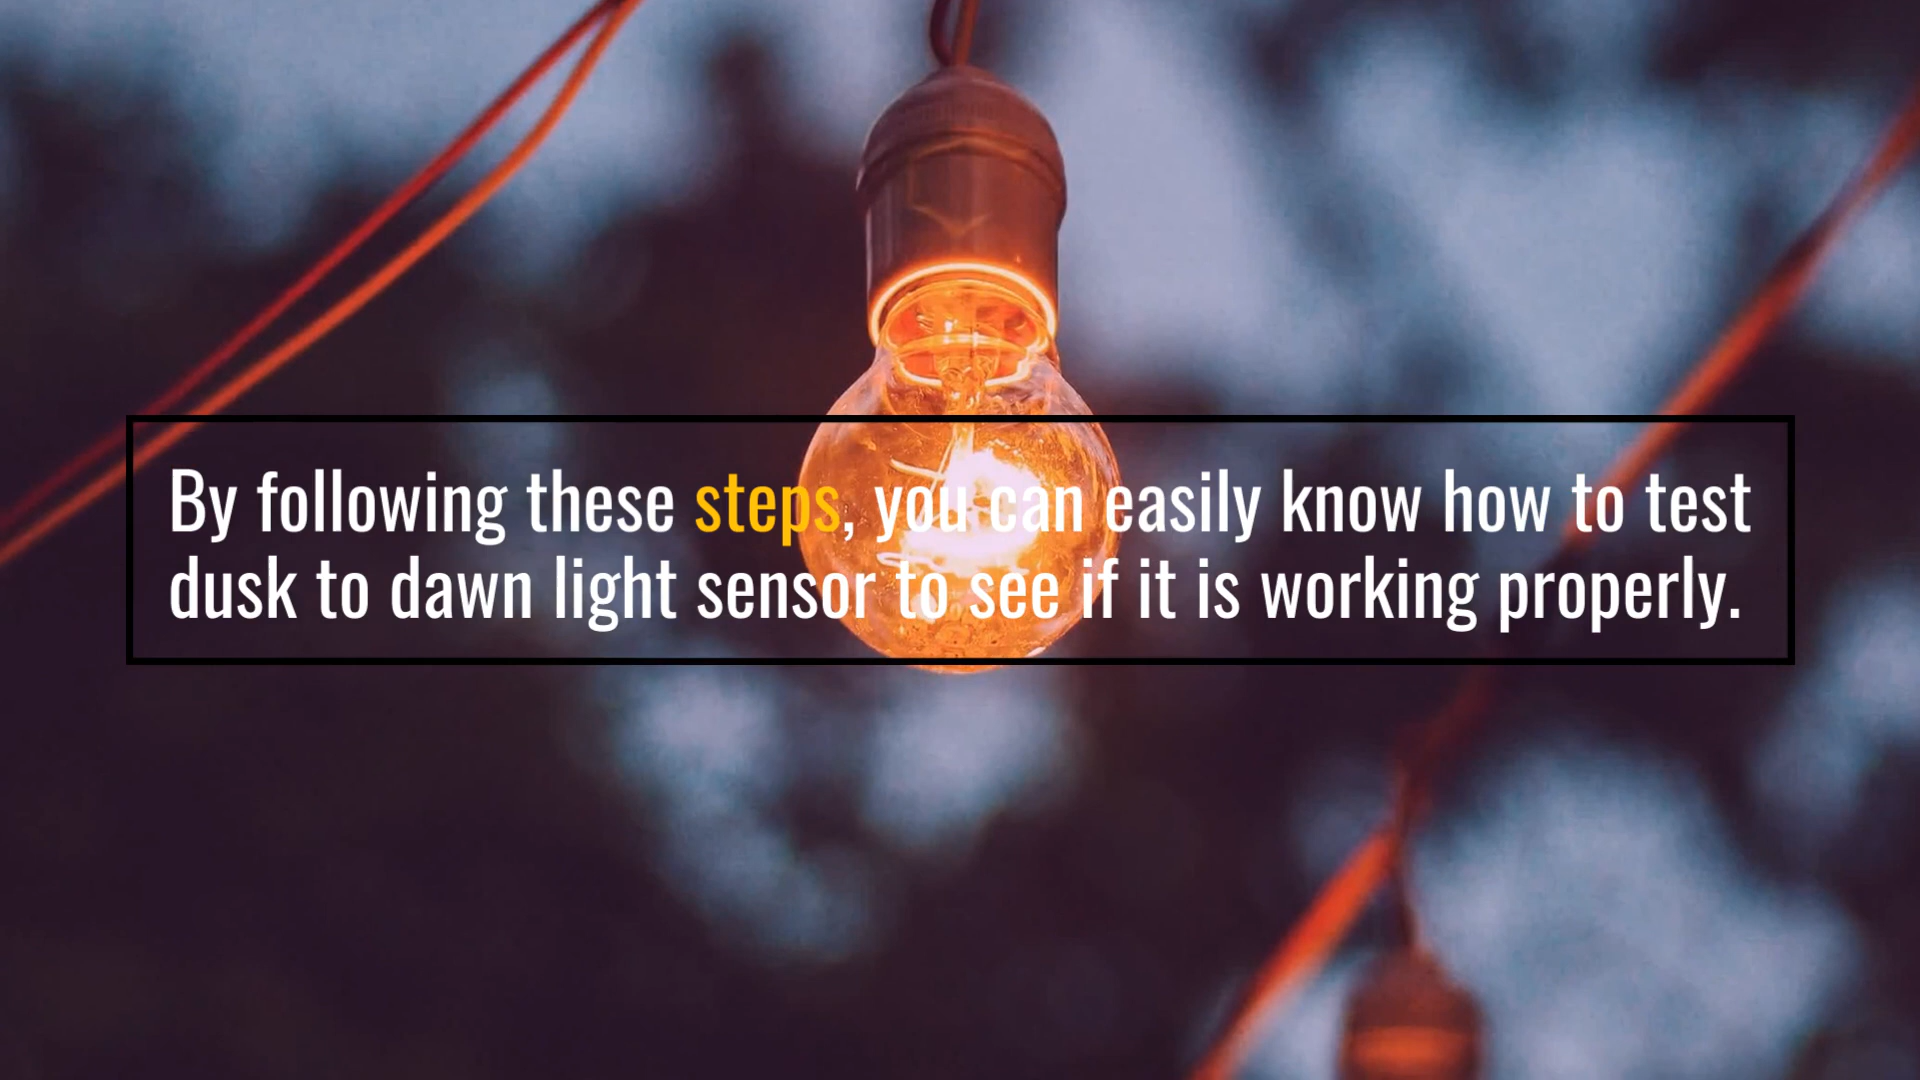 By following these steps, you can easily know how to test
dusk to dawn light sensor to see if it is working properly.